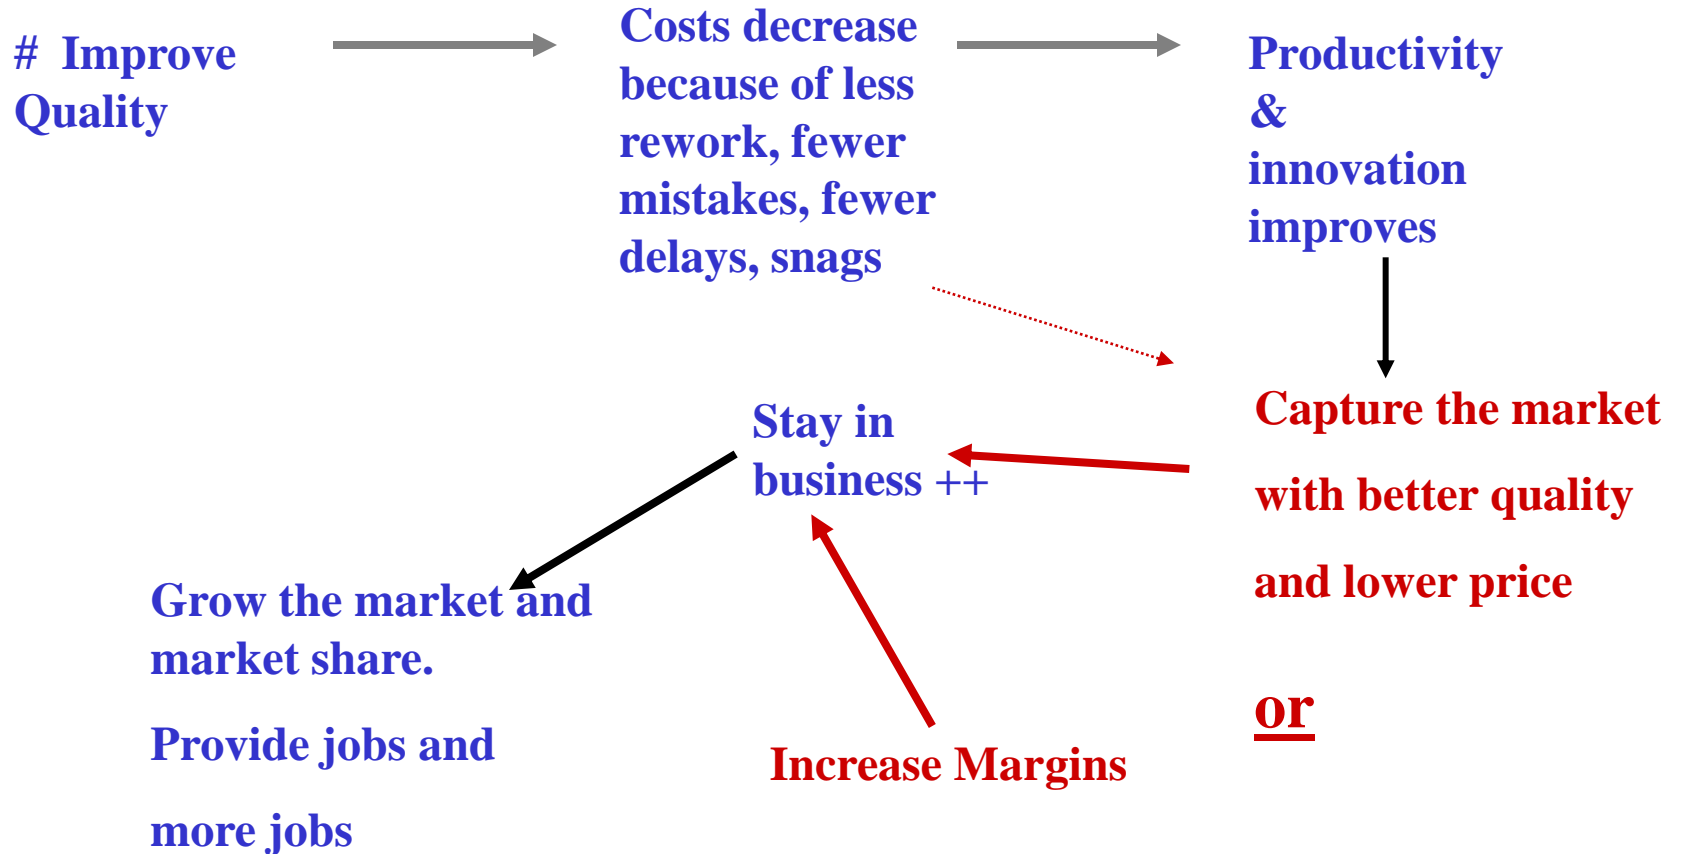 # Improve
Quality
Costs decrease
because of less
rework, fewer
mistakes, fewer
delays, snags
Productivity
&
innovation
improves
Capture the market
with better quality
and lower price
or
Increase Margins
Stay in
business ++
Grow the market and
market share.
Provide jobs and
more jobs